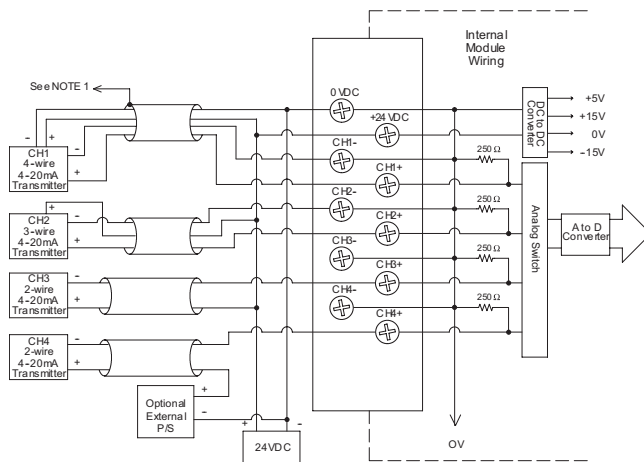 Internal
Module
Wiring
See NOTE 1
0 VDC
+24VDC
DC to DC
Converter
+5V
+15V
0V
-15V
+
-
-
+
CH1
4-wire
4-20mA
Transmitter
CH1-
250 Ω
CH1+
CH2
3-wire
4-20mA
Transmitter
+
-
+
CH2-
250 Ω
CH2+
Analog Switch
A to D
Converter
CH3
2-wire
4-20mA
Transmitter
-
+
CH3-
250 Ω
CH3+
CH4-
250 Ω
CH4+
CH4
2-wire
4-20mA
Transmitter
-
+
Optional
External
P/S
+
-
+
-
24VDC
OV